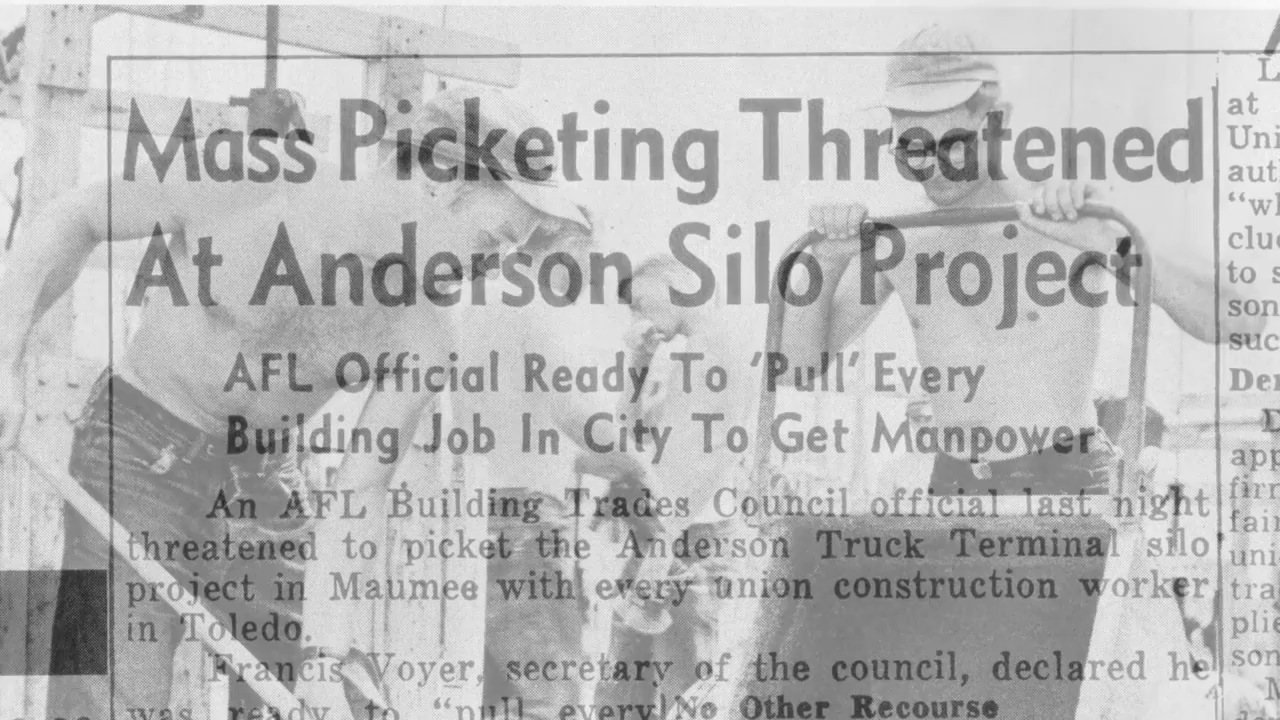 Mass Picketing Threatened
At Anderson Silo Project
AFL Official Ready To 'Pull' Every
Building Job In City To Get Manpower
An AFL Building Trades Council official last night
threatened to picket the Anderson Truck Terminal silo
project in Maumee with every union construction worker
in Toledo.
Francis Voyer, secretary of the council, declared he
was ready to "pull every
No Other Recourse
at
to s
son